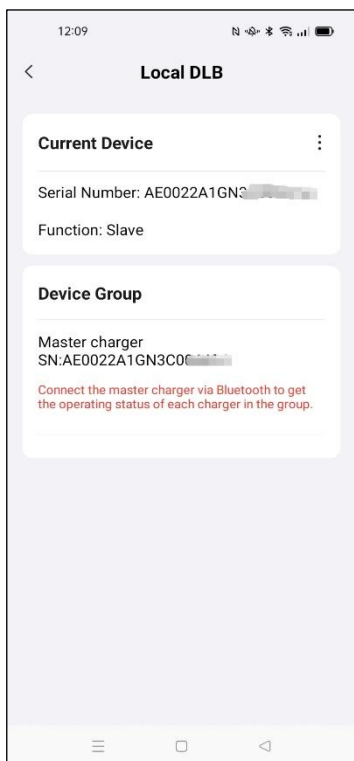 12:09
Local DLB
Current Device
Serial Number: AE0022A1GN3
Function: Slave
Device Group
Master charger
SN:AE0022A1GN3C00
Connect the master charger via Bluetooth to get
the operating status of each charger in the group.